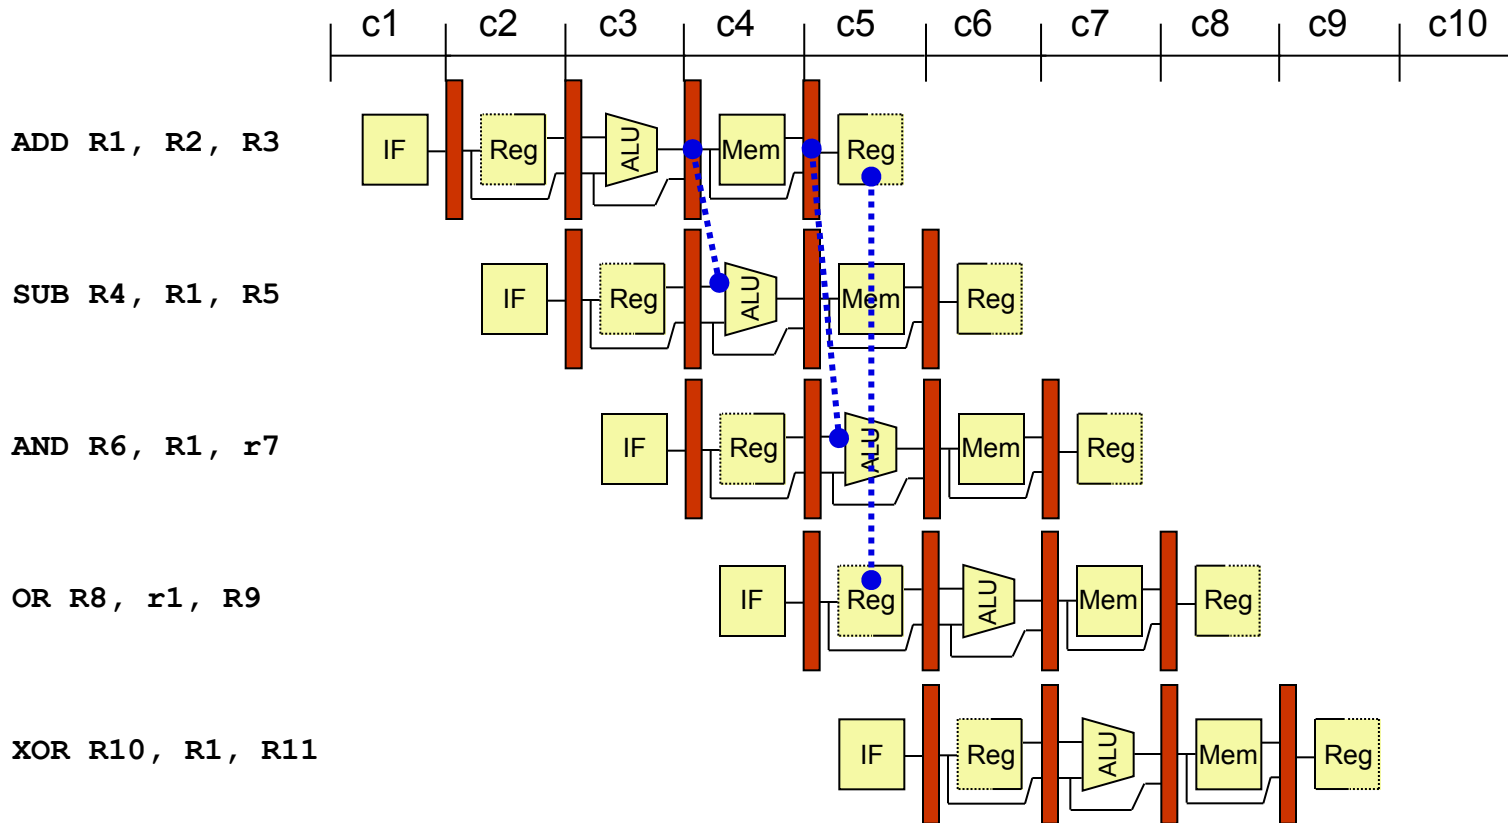 c1 c2 c3 c4 c5 c6 c7 c8 c9 c10
ADD R1, R2, R3 IF Reg ALU Mem Reg
SUB R4, R1, R5 IF Reg ALU Mem Reg
AND R6, R1, r7 IF Reg ALU Mem Reg
OR R8, r1, R9 IF Reg ALU Mem Reg
XOR R10, R1, R11 IF Reg ALU Mem Reg